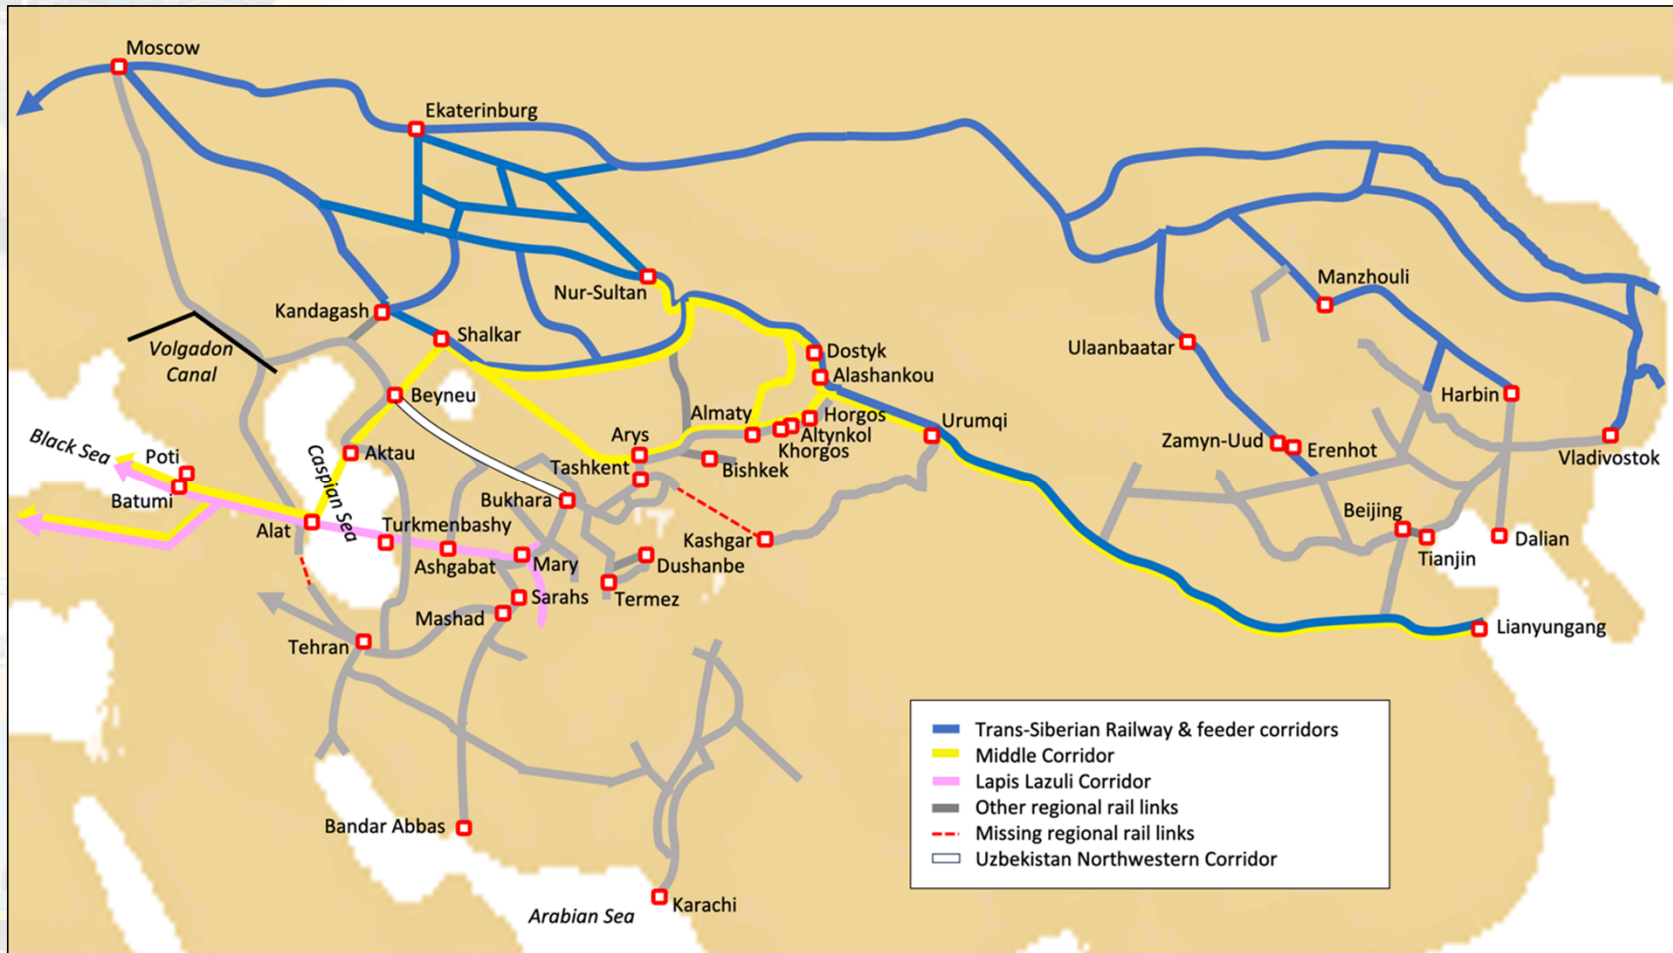 Moscow
Ekaterinburg
Nur-Sultan
Kandagash
Manzhouli
Shalkar
Volgadon
Canal
Ulaanbaatar
Dostyk
Alashankou
Beyneu
Harbin
Almaty
Horgos
Urumqi
Black Sea
Arys
Altynkol
Zamyn-Uud
Erenhot
Poti
Aktau
Khorgos
Tashkent
Bishkek
Vladivostok
Caspian Sea
Batumi
Bukhara
Beijing
Alat
Turkmenbashy
Kashgar
Dalian
Ashgabat
Mary
Dushanbe
Tianjin
Sarahs
Termez
Mashad
Tehran
Lianyungang
Trans-Siberian Railway & feeder corridors
Middle Corridor
Lapis Lazuli Corridor
Other regional rail links
Missing regional rail links
Uzbekistan Northwestern Corridor
Bandar Abbas
Arabian Sea
Karachi